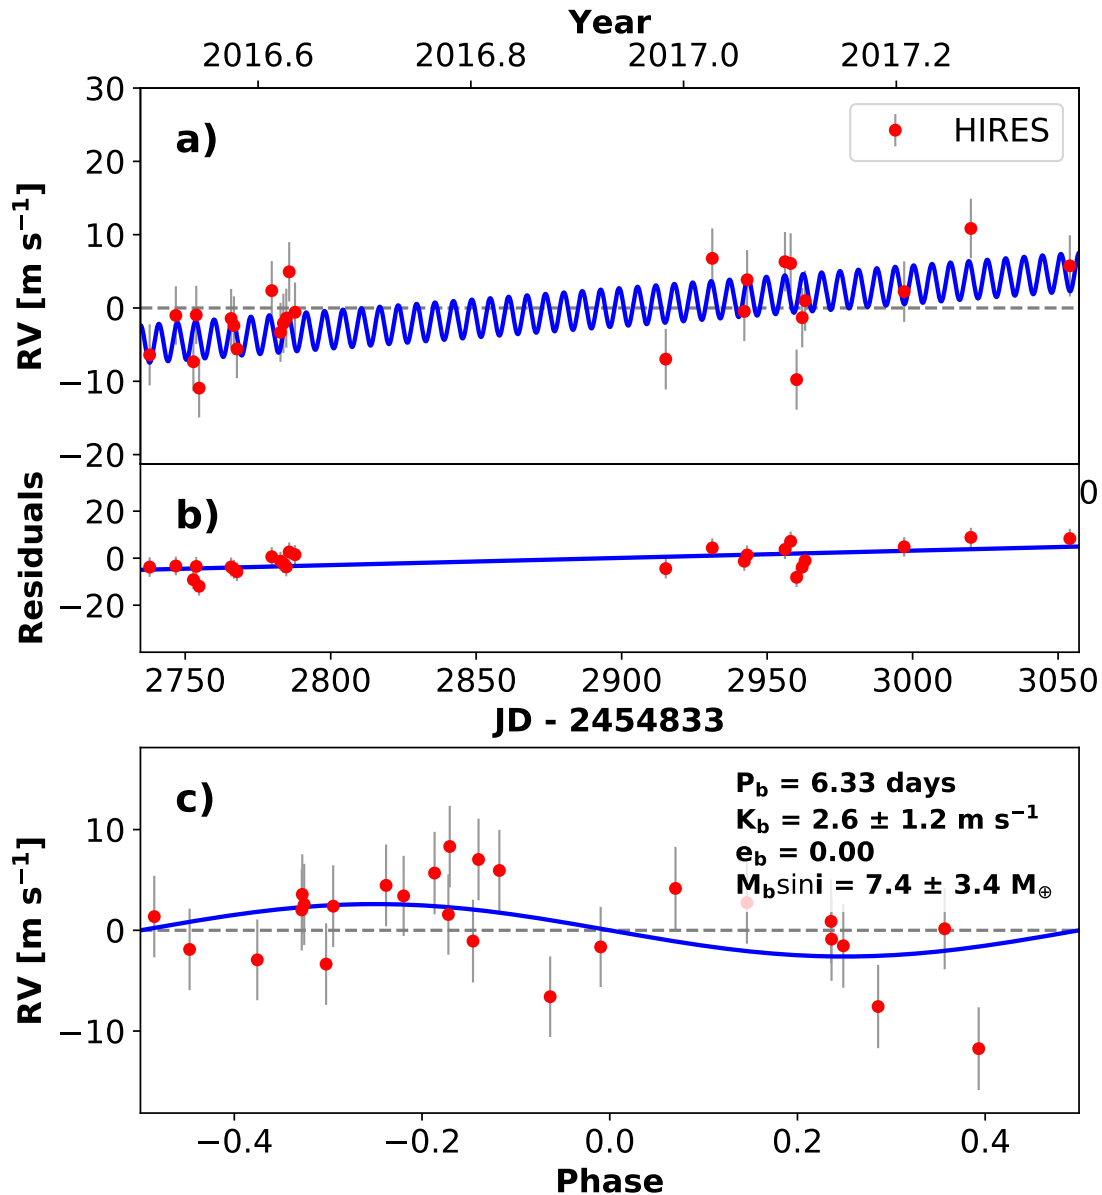 Year
2016.6 2016.8 2017.0 2017.2
a)
HIRES
30
20
10
0
−10
−20
RV [m s⁻¹]
b)
0
20
0
−20
Residuals
2750 2800 2850 2900 2950 3000 3050
JD - 2454833
c)
P_b = 6.33 days
K_b = 2.6 ± 1.2 m s⁻¹
e_b = 0.00
M_b sin i = 7.4 ± 3.4 M_⊕
10
0
−10
RV [m s⁻¹]
−0.4 −0.2 0.0 0.2 0.4
Phase